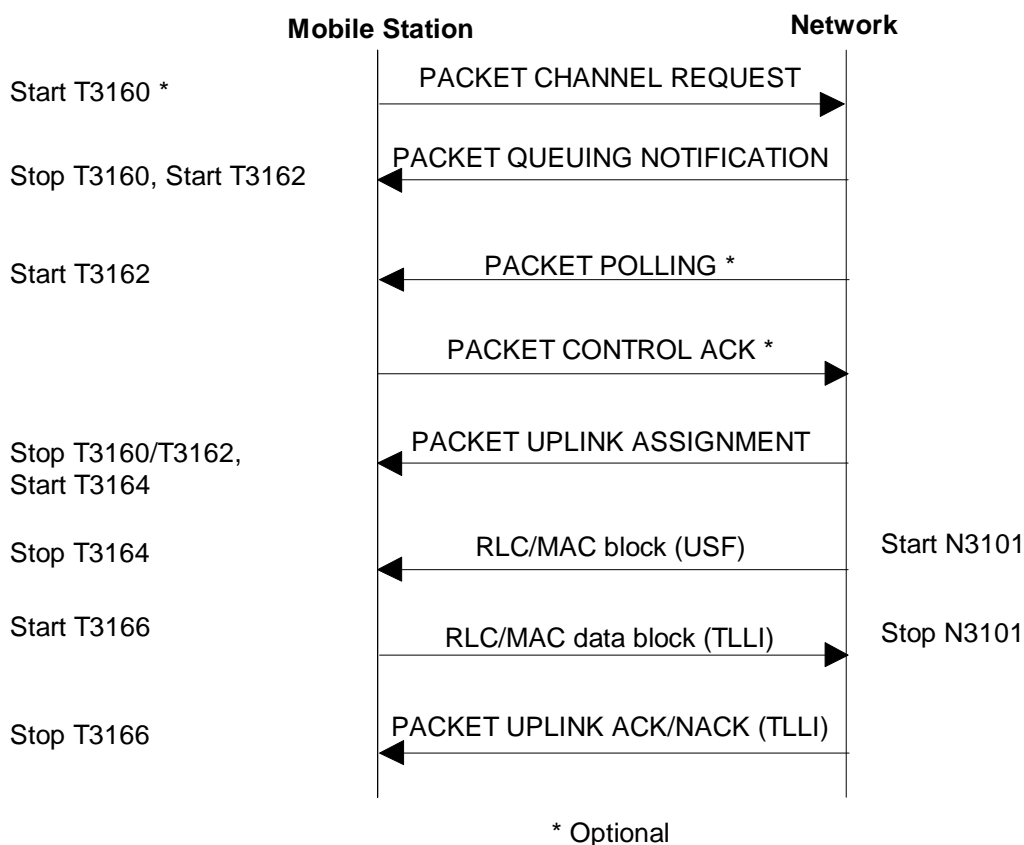 Mobile Station
Network
Start T3160 *
PACKET CHANNEL REQUEST
PACKET QUEUING NOTIFICATION
Stop T3160, Start T3162
Start T3162
PACKET POLLING *
PACKET CONTROL ACK *
Stop T3160/T3162,
Start T3164
PACKET UPLINK ASSIGNMENT
Stop T3164
RLC/MAC block (USF)
Start N3101
Start T3166
RLC/MAC data block (TLLI)
Stop N3101
Stop T3166
PACKET UPLINK ACK/NACK (TLLI)
* Optional